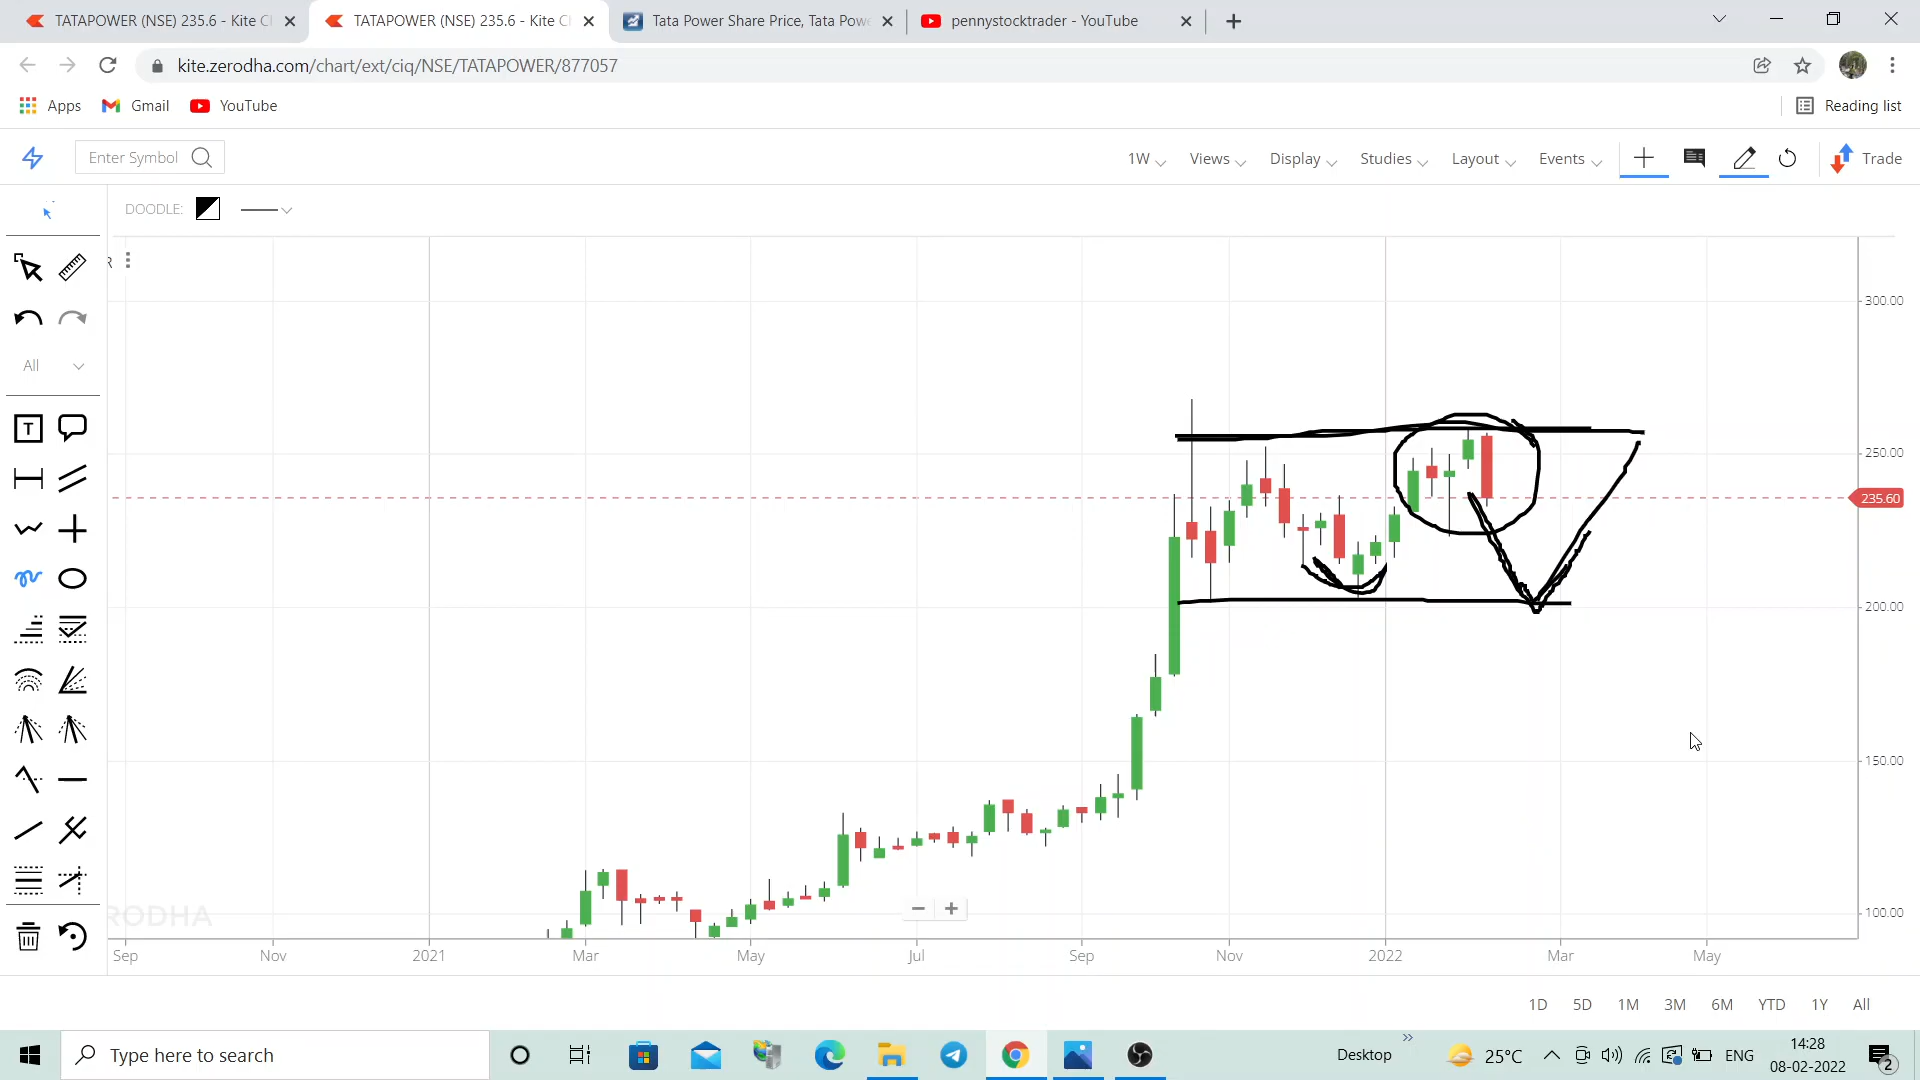 TATAPOWER (NSE) 235.6 - Kite C
TATAPOWER (NSE) 235.6 - Kite C
Tata Power Share Price, Tata Pow
pennystocktrader - YouTube
kite.zerodha.com/chart/ext/ciq/NSE/TATAPOWER/877057
Apps
Gmail
YouTube
Reading list
Enter Symbol
1W
Views
Display
Studies
Layout
Events
Trade
DOODLE:
R
All
T
300.00
250.00
235.60
200.00
150.00
100.00
ERODHA
Sep
Nov
2021
Mar
May
Jul
Sep
Nov
2022
Mar
May
1D
5D
1M
3M
6M
YTD
1Y
All
Type here to search
Desktop
25°C
ENG
14:28
08-02-2022
2